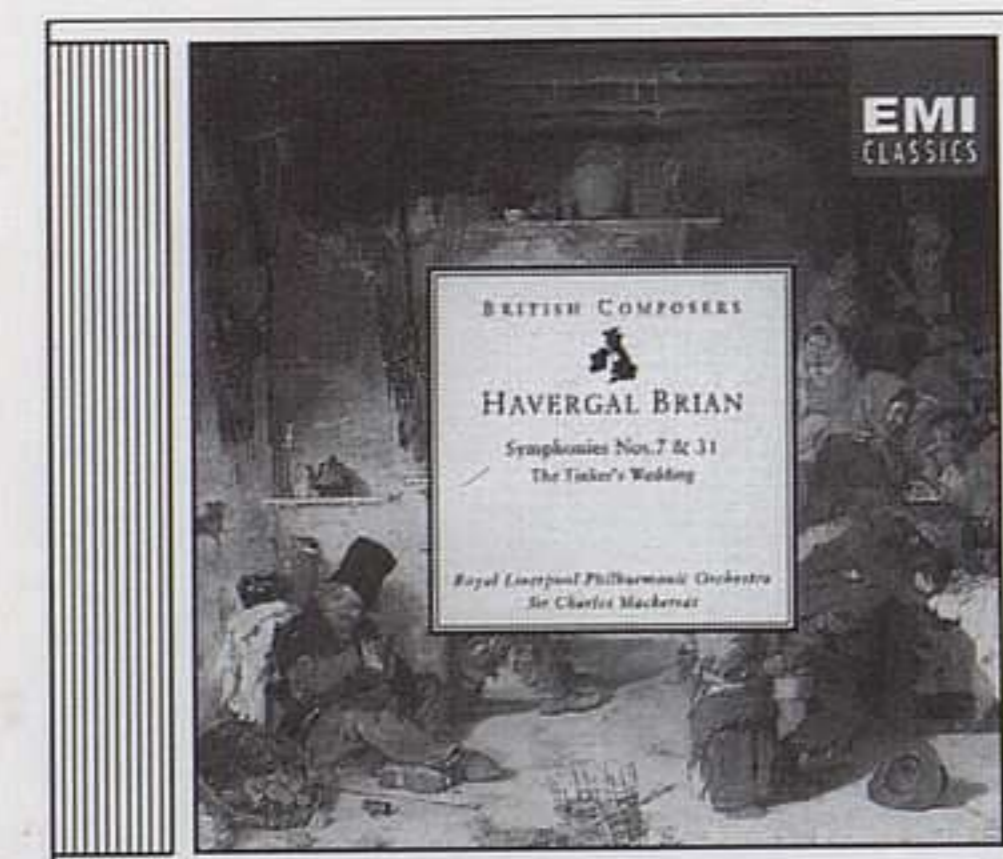 EMI
CLASSICS
BRITISH COMPOSERS
HAVERGAL BRIAN
Symphonies Nos.7 & 31
The Tinker's Wedding
Royal Liverpool Philharmonic Orchestra
Sir Charles Mackerras